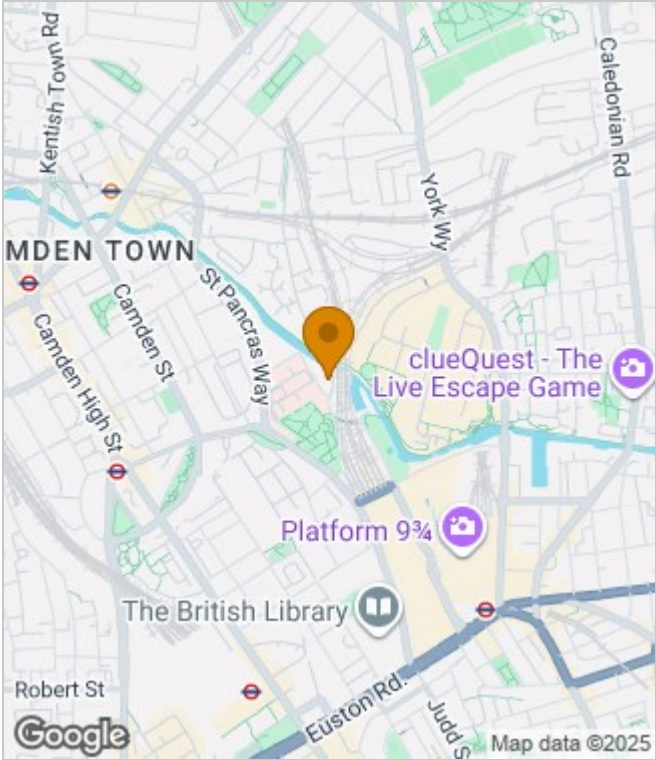 Kentish Town Rd
Caledonian Rd
York Wy
MDEN TOWN
St Pancras Way
Camden St
Camden High St
clueQuest - The
Live Escape Game
Platform 9¾
The British Library
Robert St
Euston Rd.
Judd S
Google
Map data ©2025